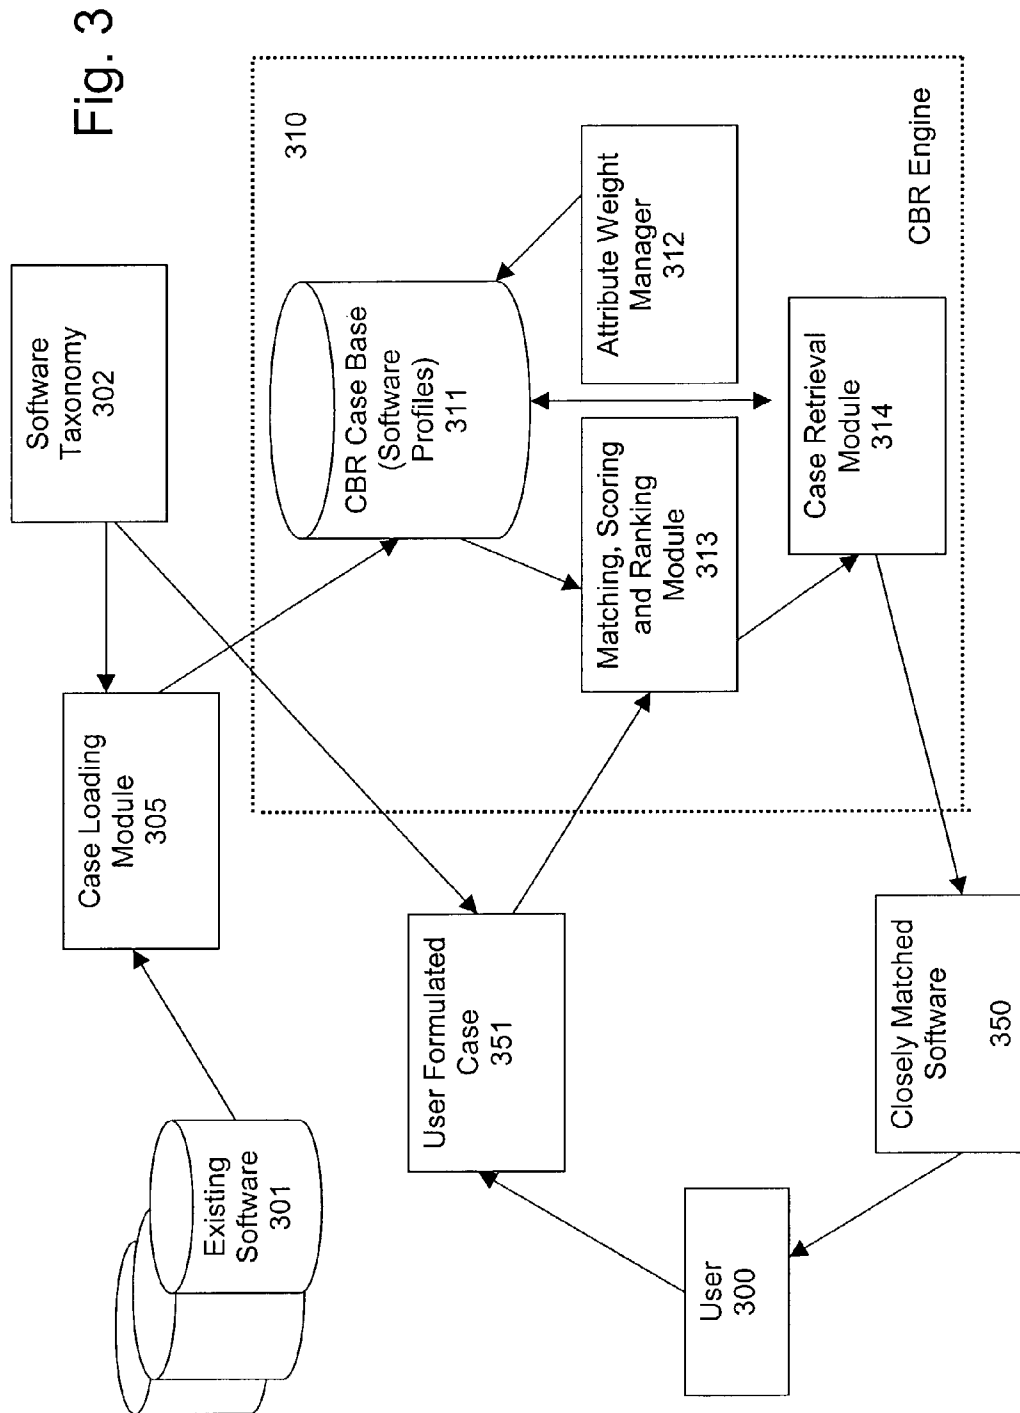 Fig. 3
Software
Taxonomy
302
Case Loading
Module
305
Existing
Software
301
310
CBR Case Base
(Software
Profiles)
311
Attribute Weight
Manager
312
Matching, Scoring
and Ranking
Module
313
Case Retrieval
Module
314
CBR Engine
User Formulated
Case
351
User
300
Closely Matched
Software
350